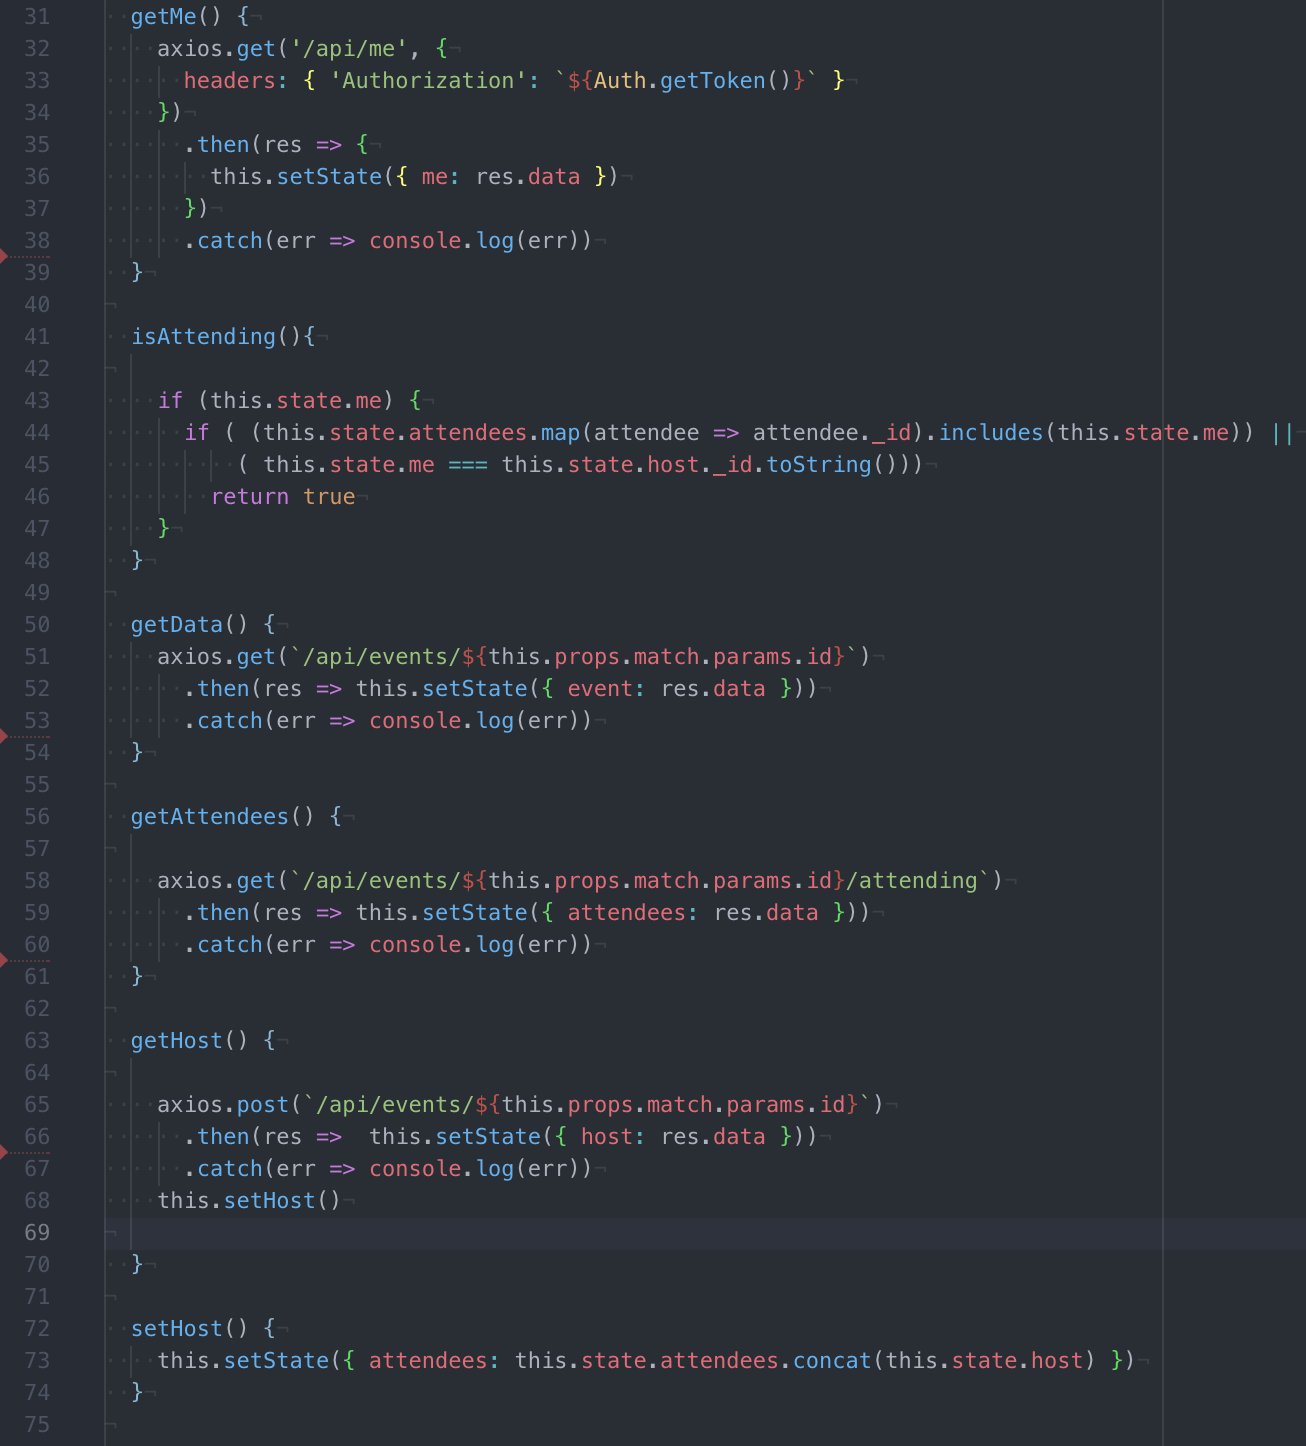 31 getMe() {
32 axios.get('/api/me', {
33 headers: { 'Authorization': `${Auth.getToken()}` }
34 })
35 .then(res => {
36 this.setState({ me: res.data })
37 })
38 .catch(err => console.log(err))
39 }
40
41 isAttending(){
42
43 if (this.state.me) {
44 if ( (this.state.attendees.map(attendee => attendee._id).includes(this.state.me)) ||
45 ( this.state.me === this.state.host._id.toString()))
46 return true
47 }
48 }
49
50 getData() {
51 axios.get(`/api/events/${this.props.match.params.id}`)
52 .then(res => this.setState({ event: res.data }))
53 .catch(err => console.log(err))
54 }
55
56 getAttendees() {
57
58 axios.get(`/api/events/${this.props.match.params.id}/attending`)
59 .then(res => this.setState({ attendees: res.data }))
60 .catch(err => console.log(err))
61 }
62
63 getHost() {
64
65 axios.post(`/api/events/${this.props.match.params.id}`)
66 .then(res =>  this.setState({ host: res.data }))
67 .catch(err => console.log(err))
68 this.setHost()
69
70 }
71
72 setHost() {
73 this.setState({ attendees: this.state.attendees.concat(this.state.host) })
74 }
75